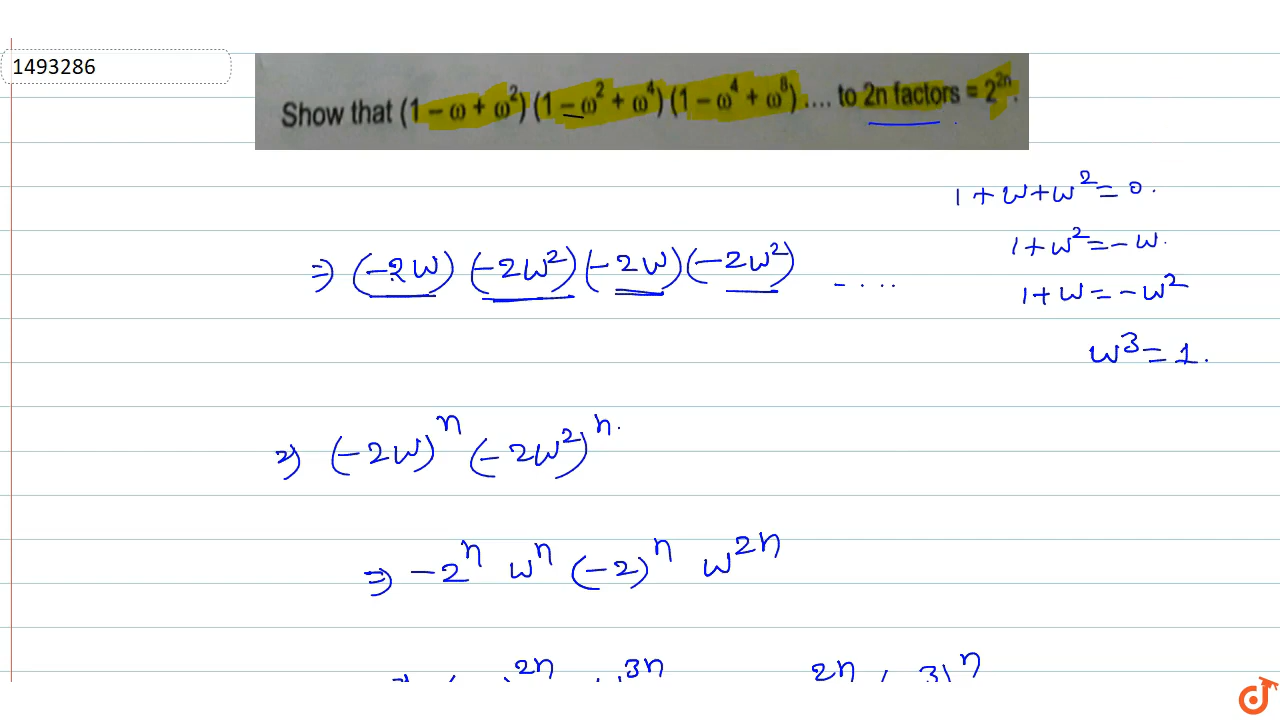 1493286
Show that (1 – ω + ω²) (1 – ω² + ω⁴) (1 – ω⁴ + ω⁸) .... to 2n factors = 2²ⁿ.
1 + ω + ω² = 0.
1 + ω² = – ω.
⇒ (–2ω) (–2ω²) (–2ω) (–2ω²) – ....
1 + ω = – ω²
ω³ = 1.
⇒ (–2ω)ⁿ (–2ω²)ⁿ.
⇒ –2ⁿ ωⁿ (–2)ⁿ ω²ⁿ